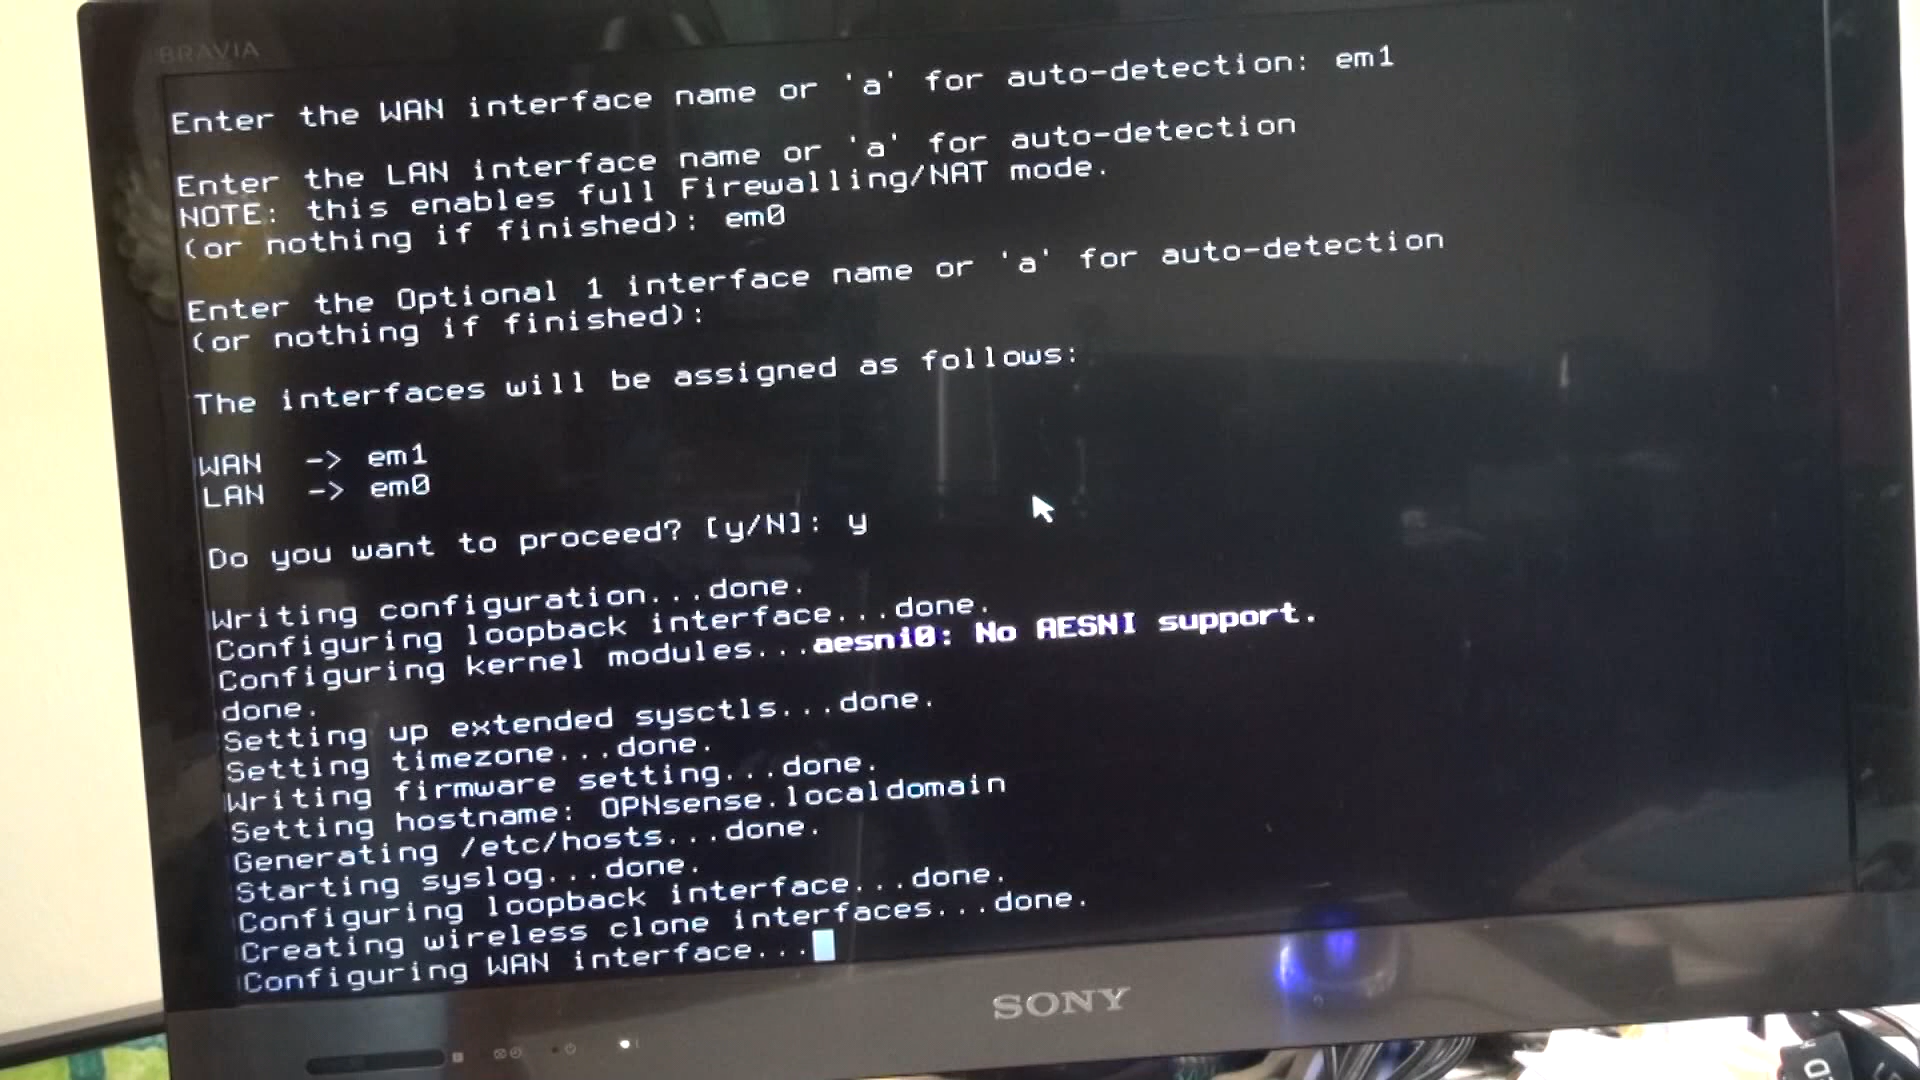 BRAVIA
Enter the WAN interface name or 'a' for auto-detection: em1
Enter the LAN interface name or 'a' for auto-detection
NOTE: this enables full Firewalling/NAT mode.
(or nothing if finished): em0
Enter the Optional 1 interface name or 'a' for auto-detection
(or nothing if finished):
The interfaces will be assigned as follows:
WAN -> em1
LAN -> em0
Do you want to proceed? [y/N]: y
Writing configuration...done.
Configuring loopback interface...done.
Configuring kernel modules...aesni0: No AESNI support.
done.
Setting up extended sysctls...done.
Setting timezone...done.
Writing firmware setting...done.
Setting hostname: OPNsense.localdomain
Generating /etc/hosts...done.
Starting syslog...done.
Configuring loopback interface...done.
Creating wireless clone interfaces...done.
Configuring WAN interface...
SONY